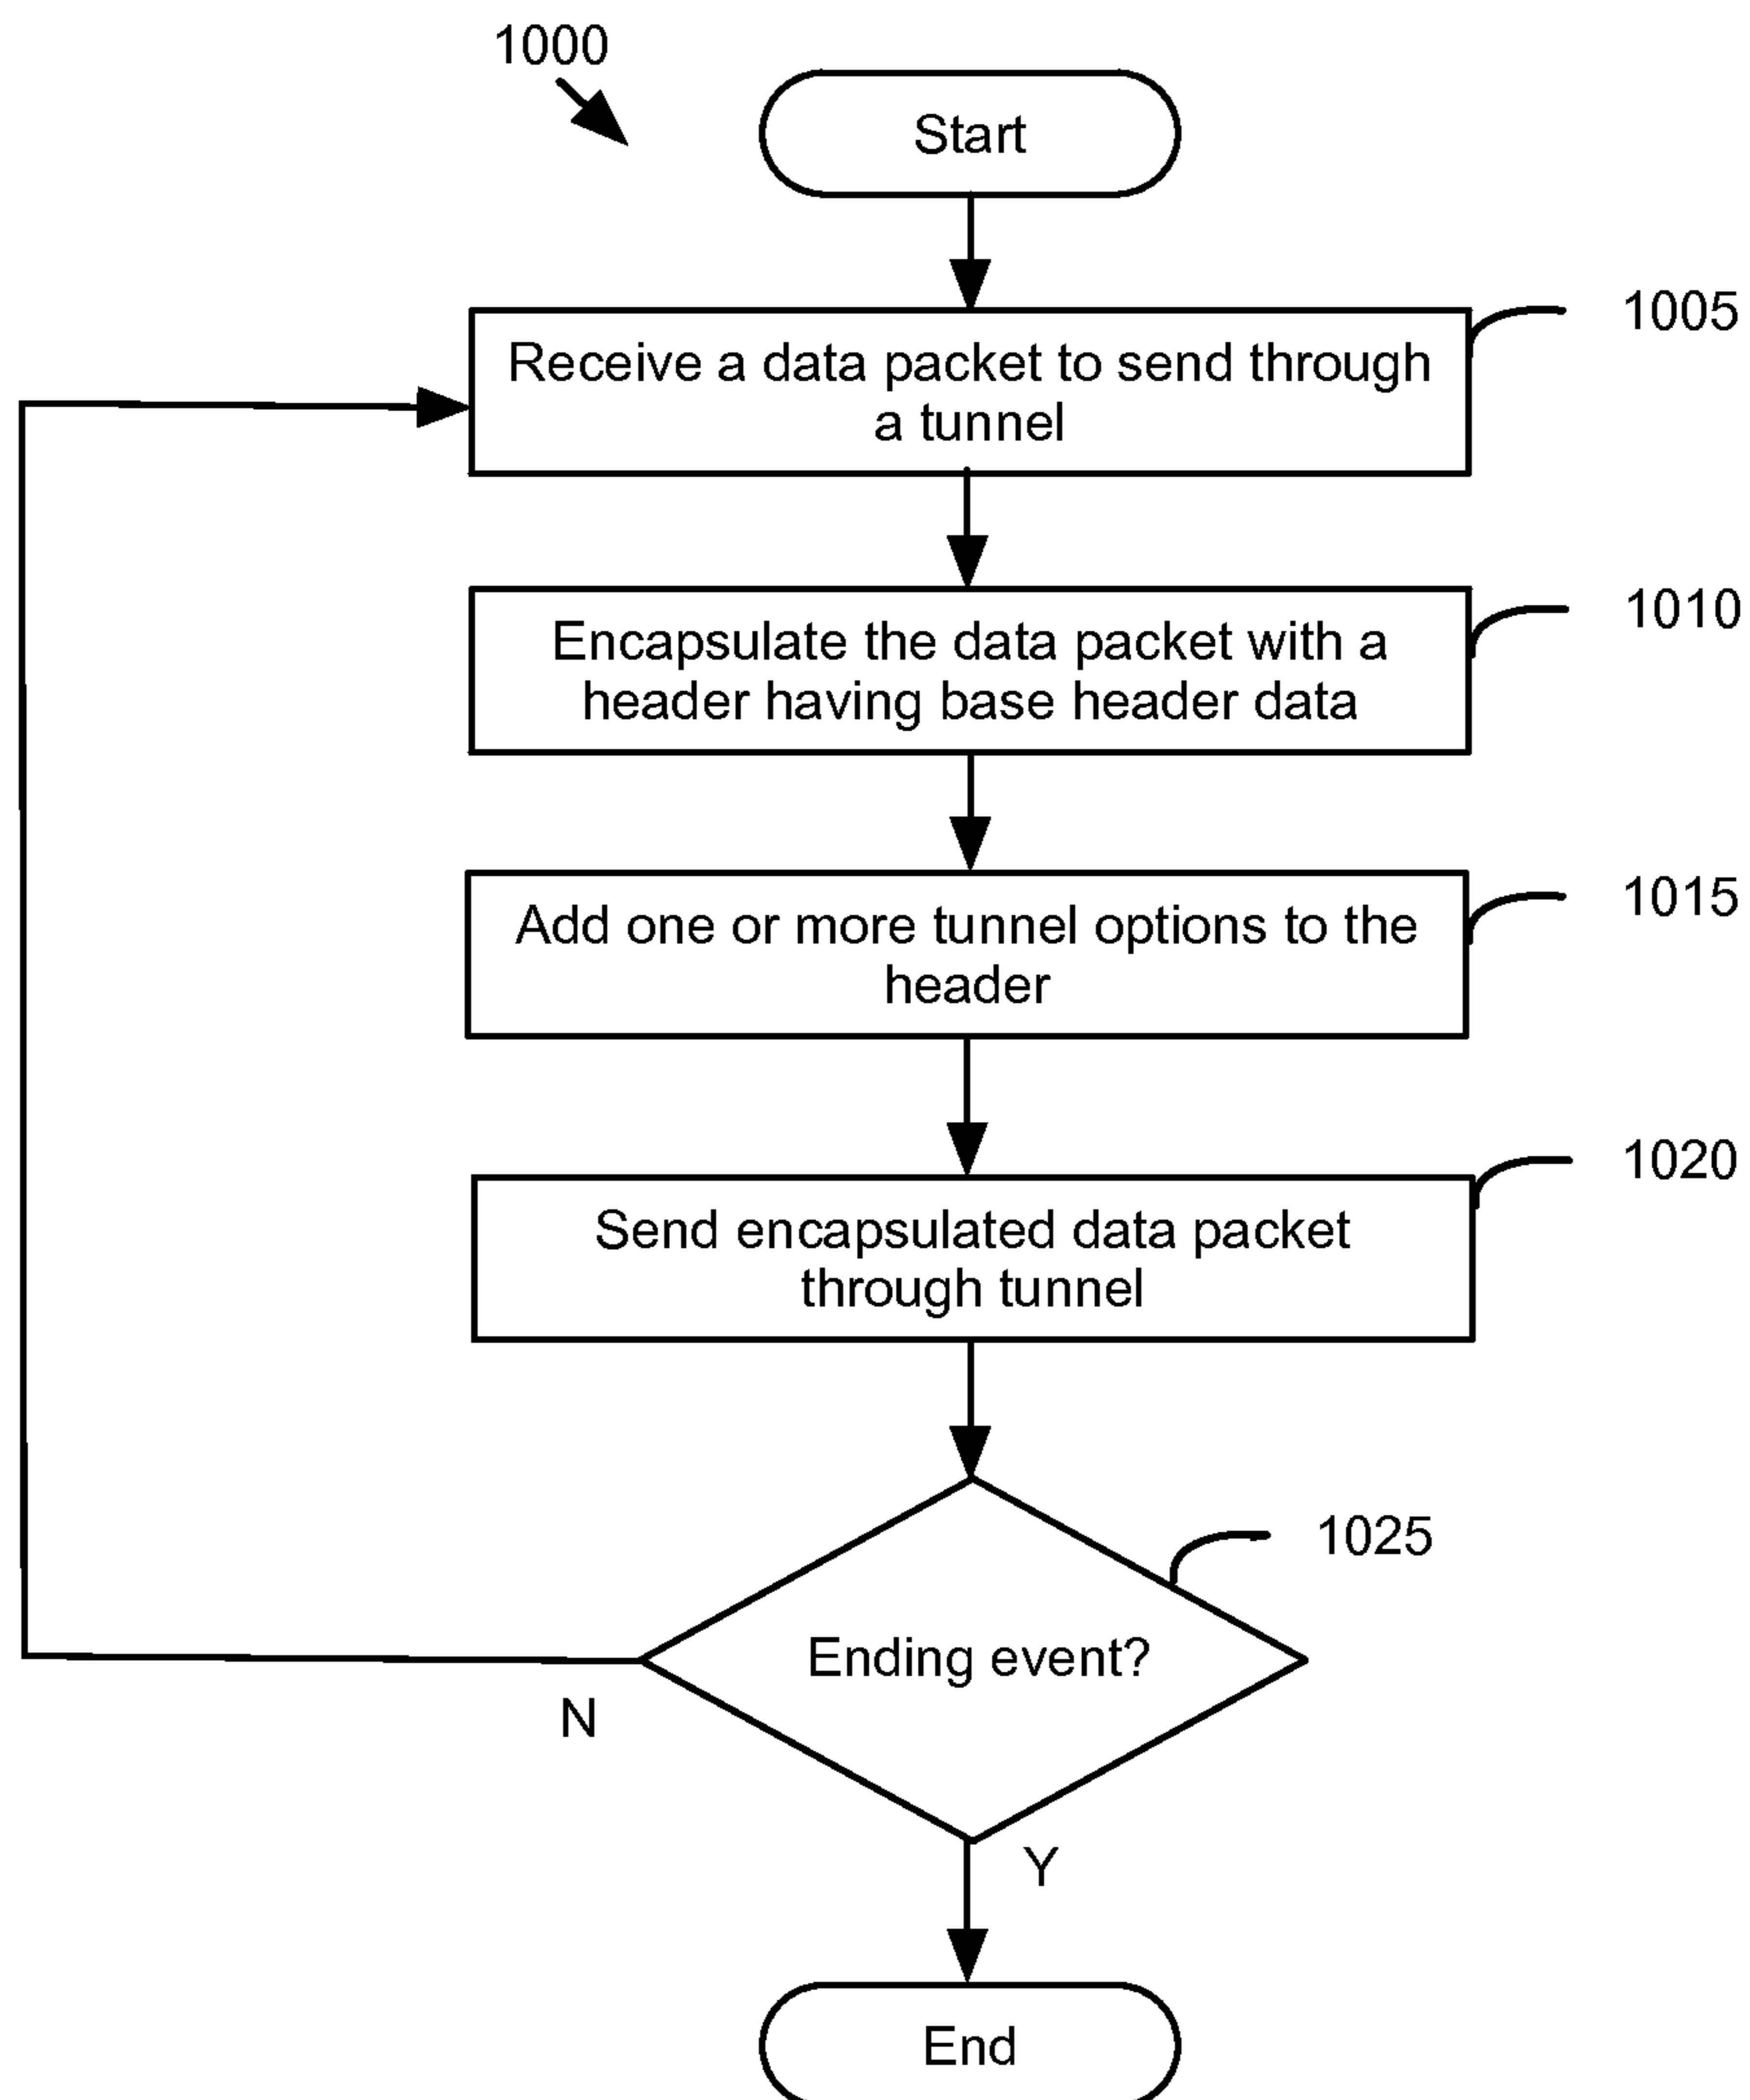 1000
Start
1005
Receive a data packet to send through
a tunnel
1010
Encapsulate the data packet with a
header having base header data
1015
Add one or more tunnel options to the
header
1020
Send encapsulated data packet
through tunnel
1025
Ending event?
N
Y
End